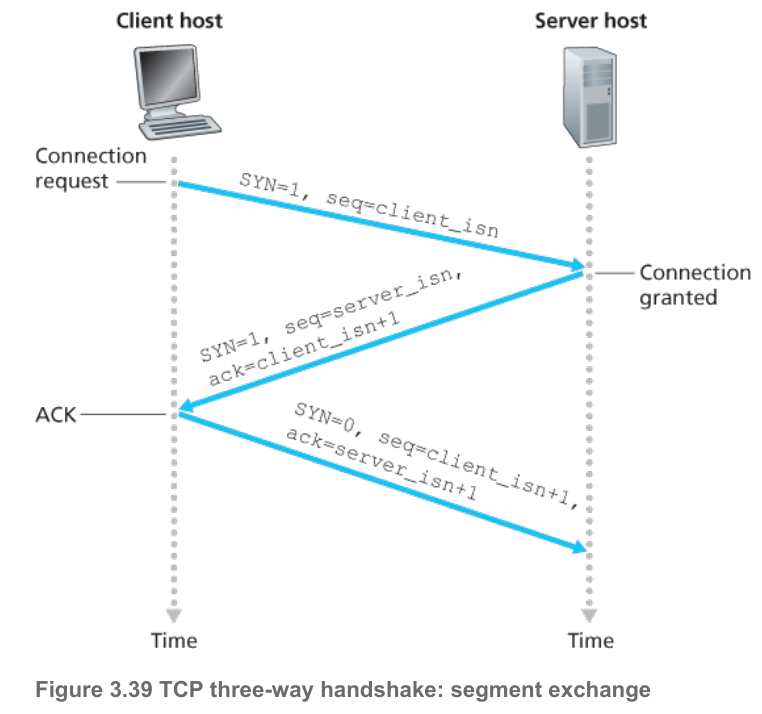 Client host
Server host
Connection
request
SYN=1, seq=client_isn
Connection
granted
SYN=1, seq=server_isn,
ack=client_isn+1
ACK
SYN=0, seq=client_isn+1,
ack=server_isn+1
Time
Time
Figure 3.39 TCP three-way handshake: segment exchange